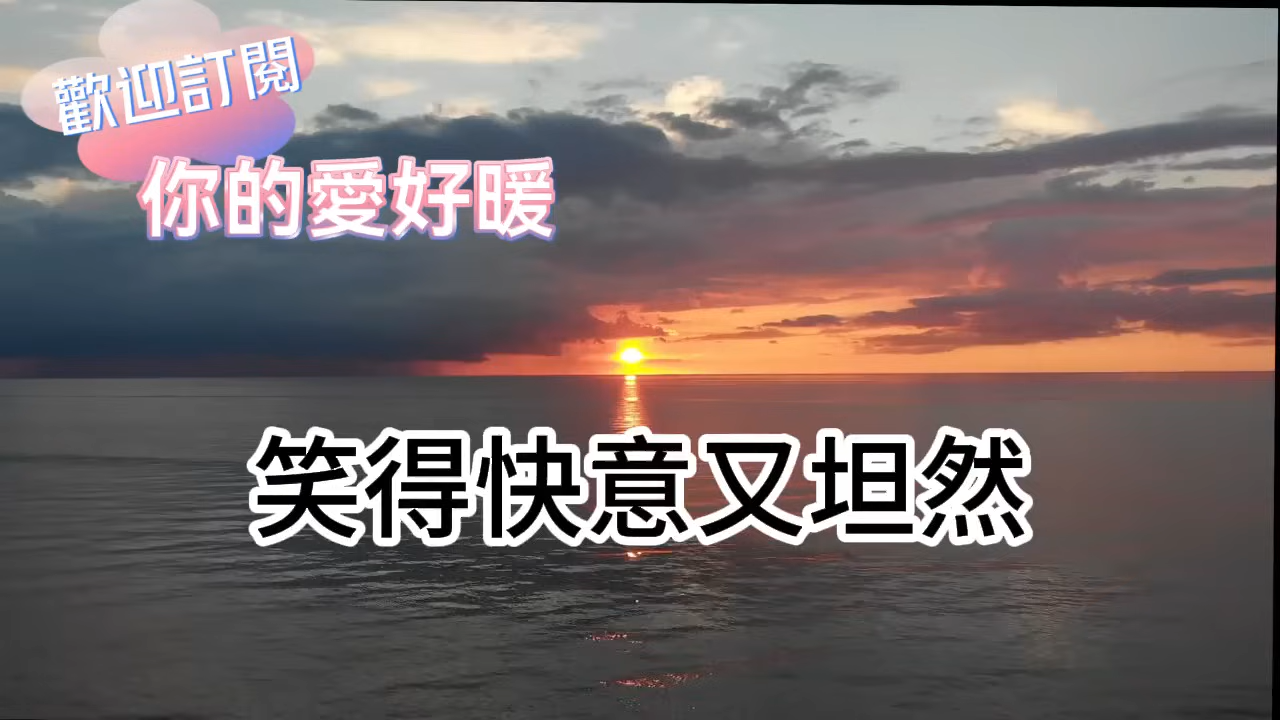 歡迎訂閱
你的愛好暖
笑得快意又坦然